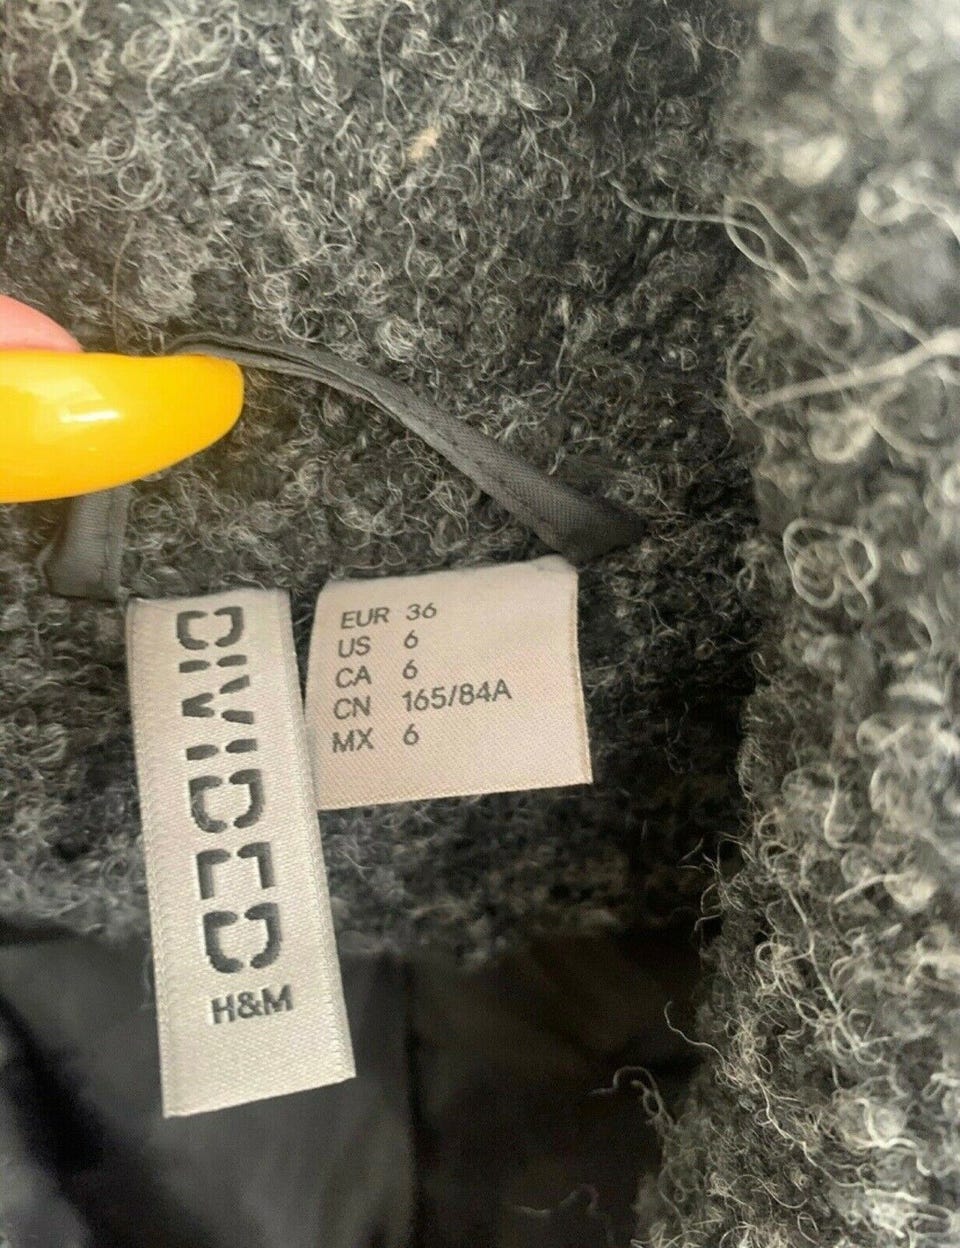 DIVIDED
H&M
EUR 36
US 6
CA 6
CN 165/84A
MX 6